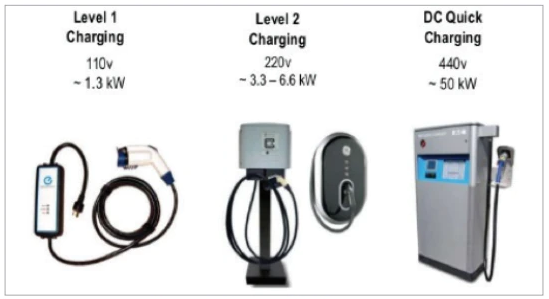 Level 1
Charging
110v
~ 1.3 kW
Level 2
Charging
220v
~ 3.3 – 6.6 kW
DC Quick
Charging
440v
~ 50 kW